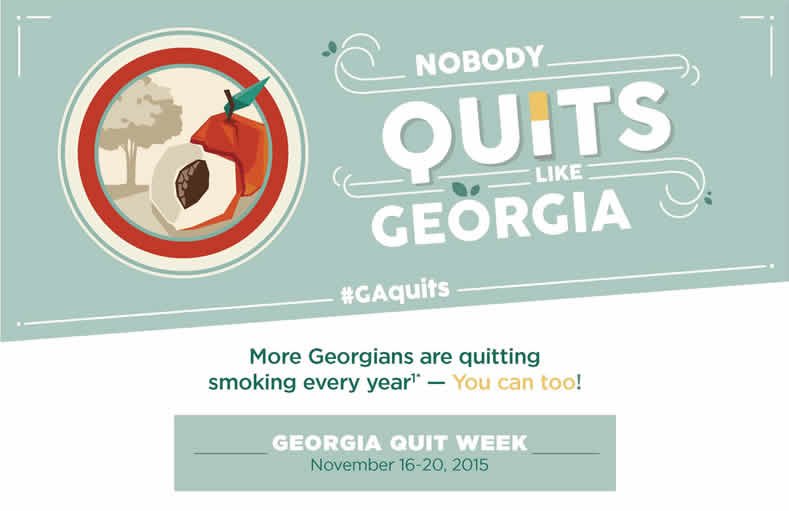 NOBODY
QUITS
LIKE
GEORGIA
#GAquits
More Georgians are quitting
smoking every year¹* — You can too!
GEORGIA QUIT WEEK
November 16-20, 2015